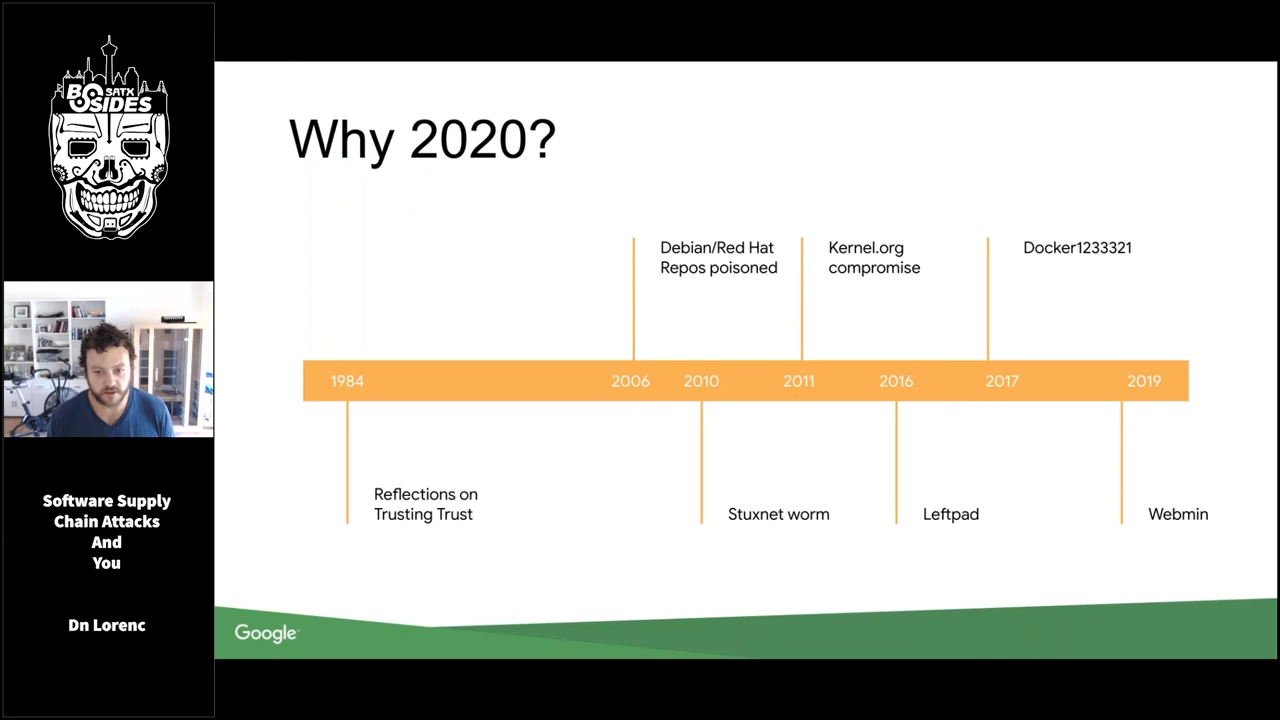 BSIDES
SATX
Software Supply
Chain Attacks
And
You
Dn Lorenc
Why 2020?
Debian/Red Hat
Repos poisoned
Kernel.org
compromise
Docker1233321
1984
2006
2010
2011
2016
2017
2019
Reflections on
Trusting Trust
Stuxnet worm
Leftpad
Webmin
Google